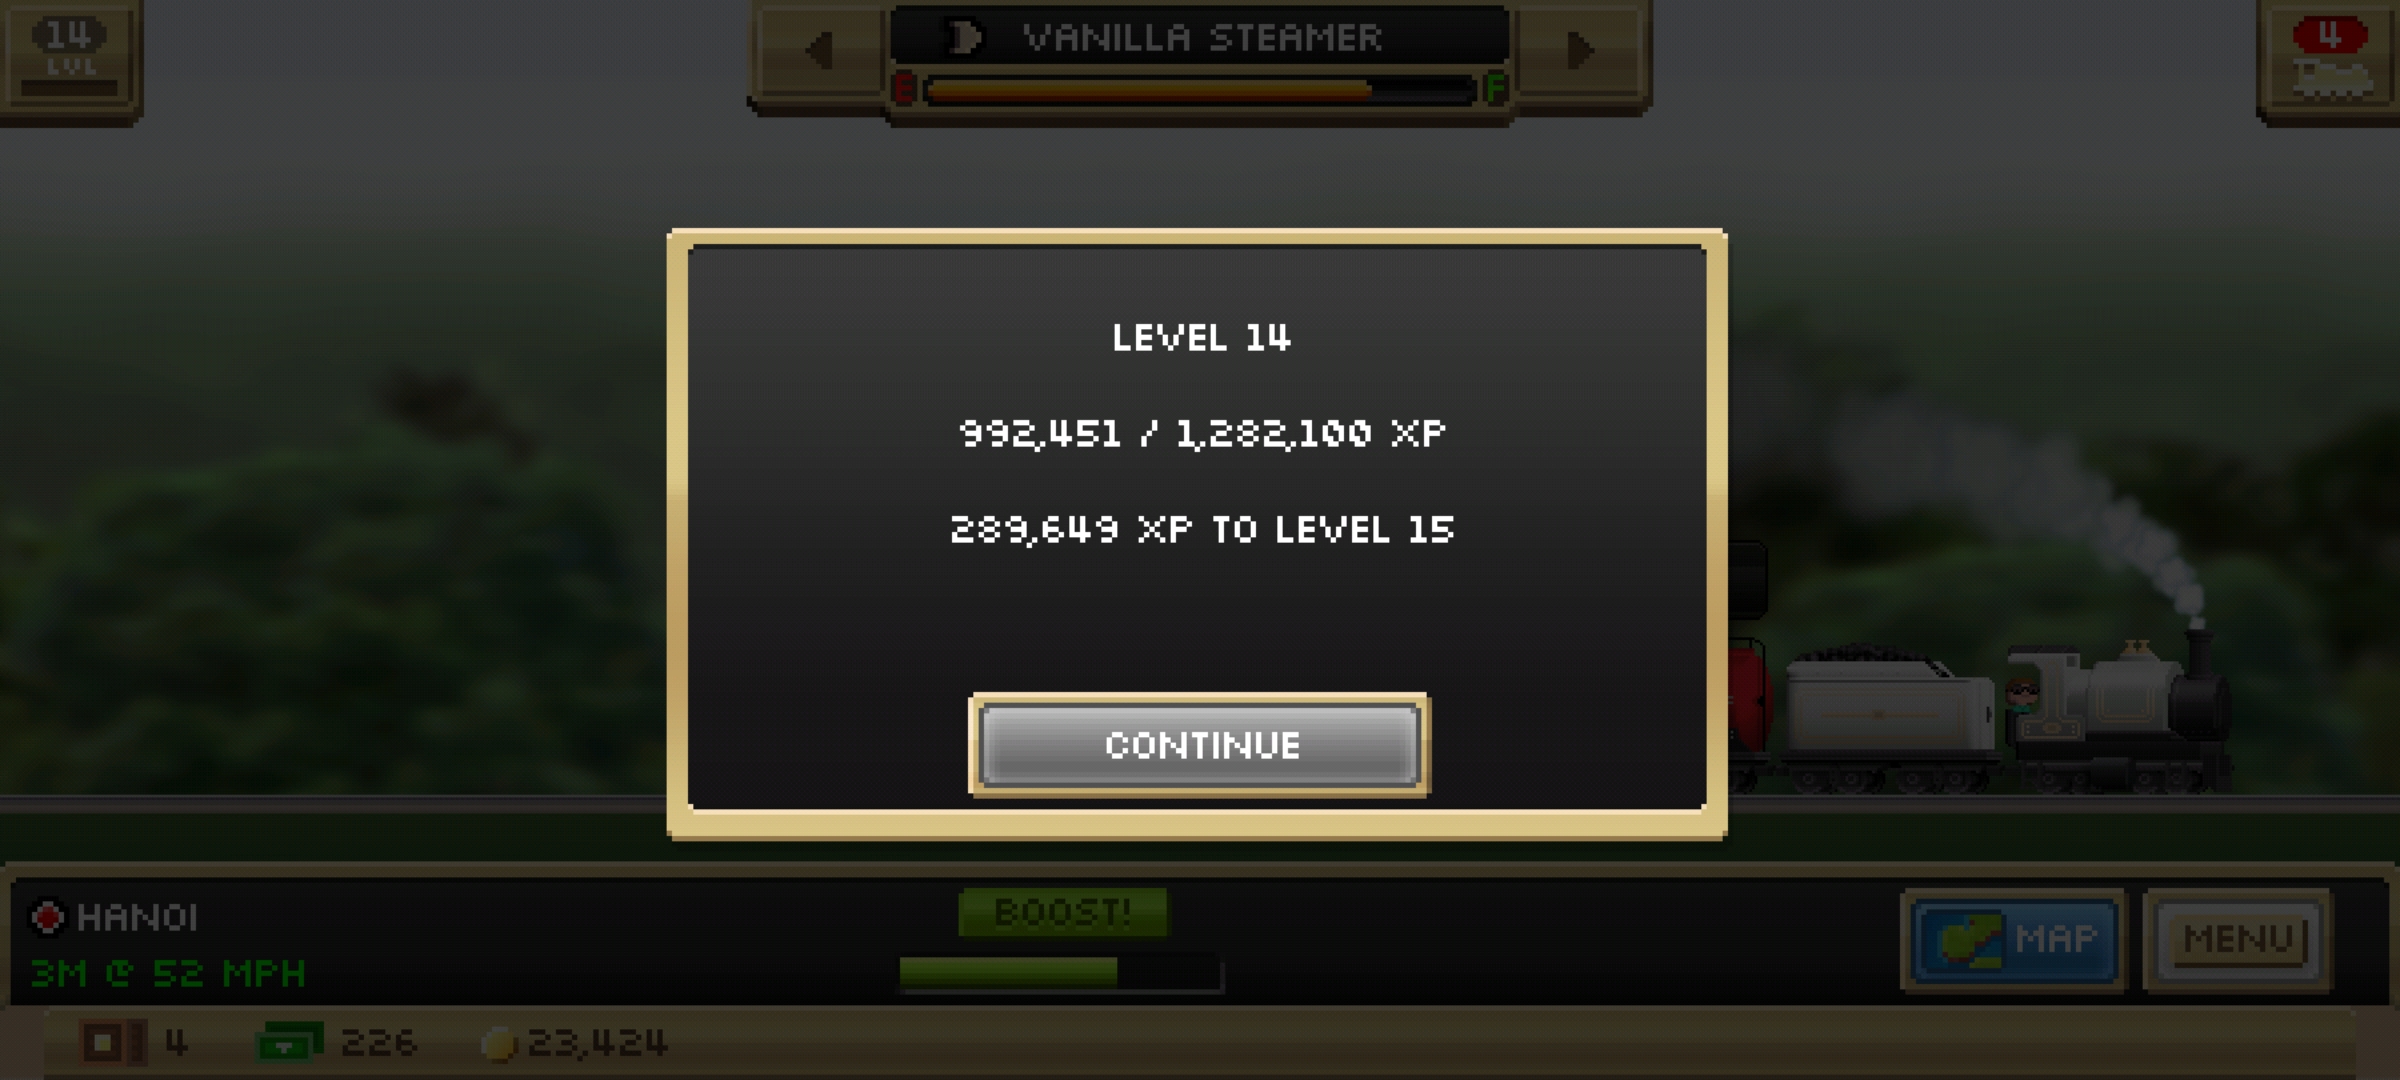 14
LVL
VANILLA STEAMER
E F
4
LEVEL 14
992,451 / 1,282,100 XP
289,649 XP TO LEVEL 15
CONTINUE
HANOI
3M @ 52 MPH
BOOST!
MAP
MENU
4 226 23,424